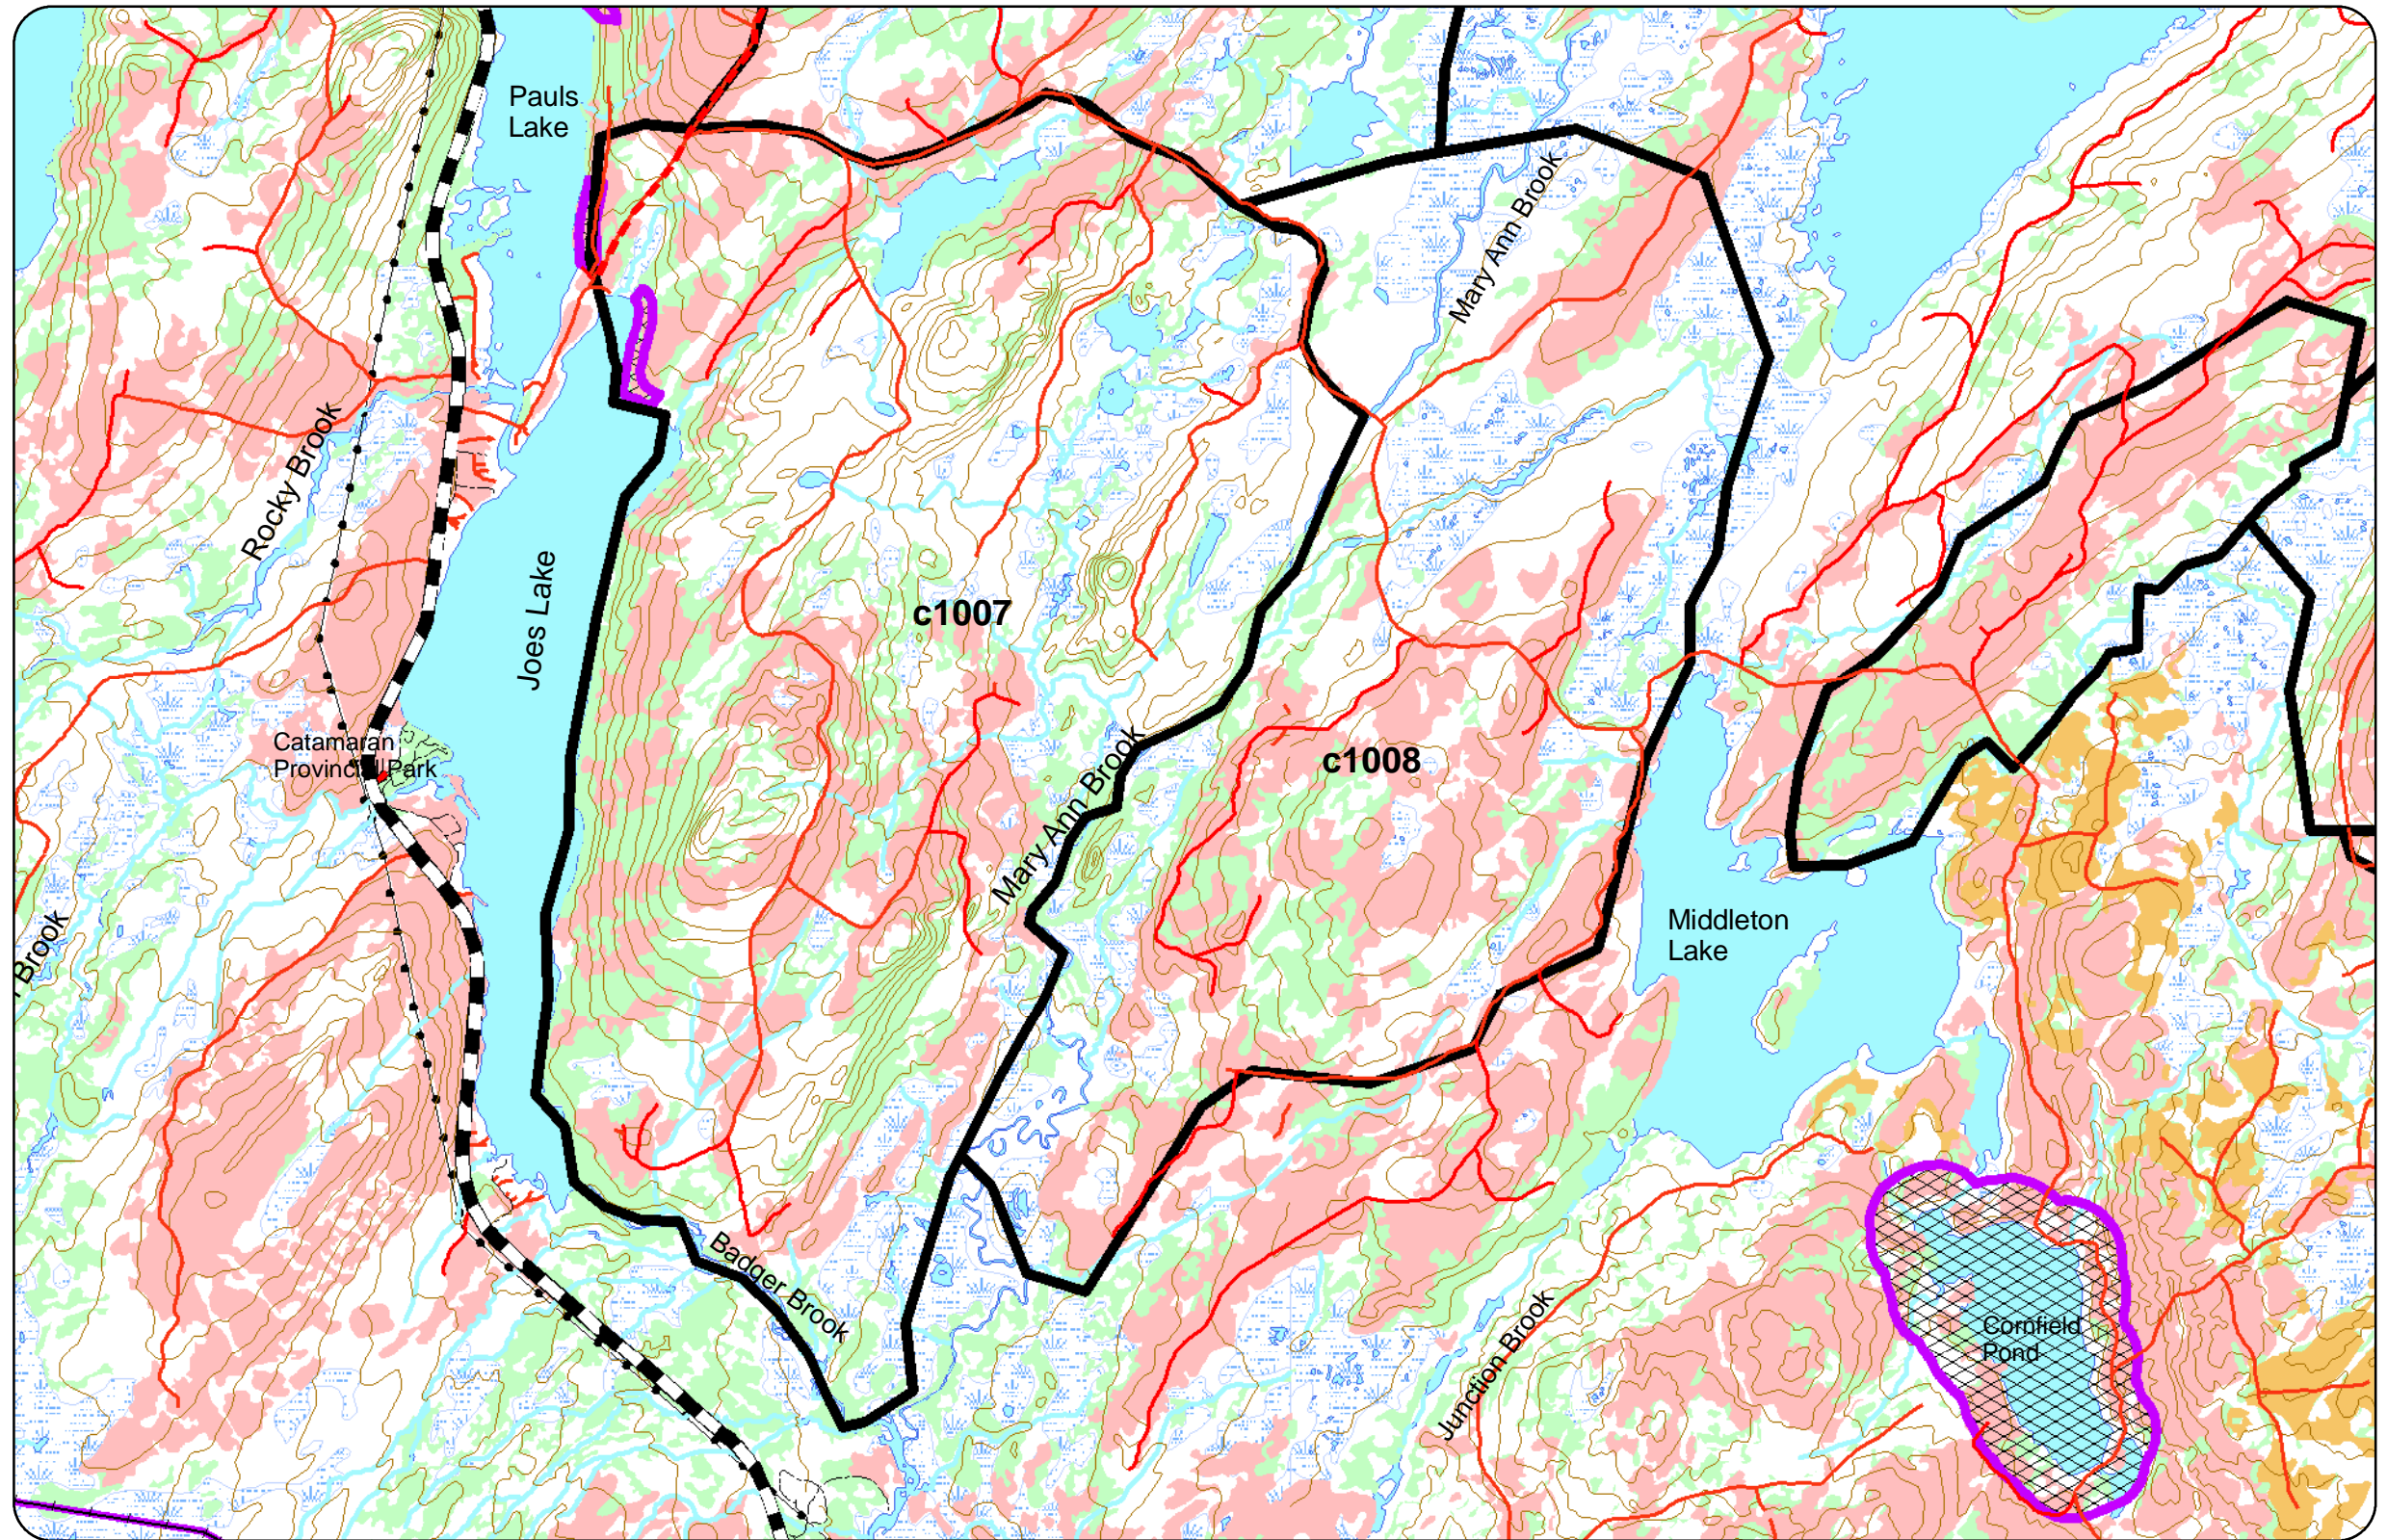 Pauls
Lake
Mary Ann Brook
Rocky Brook
Joes Lake
c1007
Catamaran
Provincial Park
c1008
Mary Ann Brook
Middleton
Lake
Brook
Badger Brook
Junction Brook
Cornfield
Pond